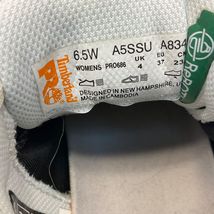 Timberland
PRO
6.5W A5SSU A834
UK EU C
WOMENS PRO686 4 37 23
DESIGNED IN NEW HAMPSHIRE, U
MADE IN CAMBODIA
ReBOTL